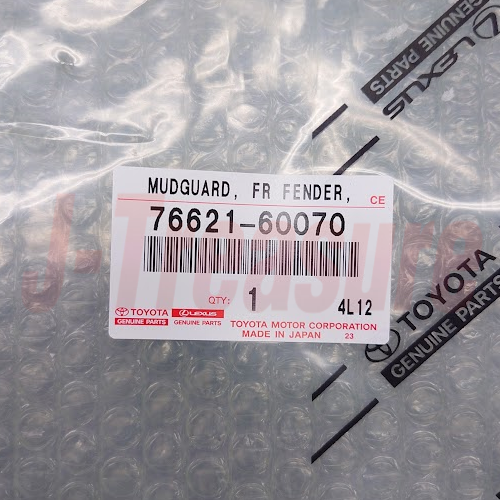 GENUINE PARTS
LEXUS
MUDGUARD, FR FENDER,
CE
76621-60070
J-Treasure
QTY: 1
4L12
TOYOTA
GENUINE PARTS
LEXUS
GENUINE PARTS
TOYOTA MOTOR CORPORATION
MADE IN JAPAN 23
TOYOTA
GENUINE PARTS